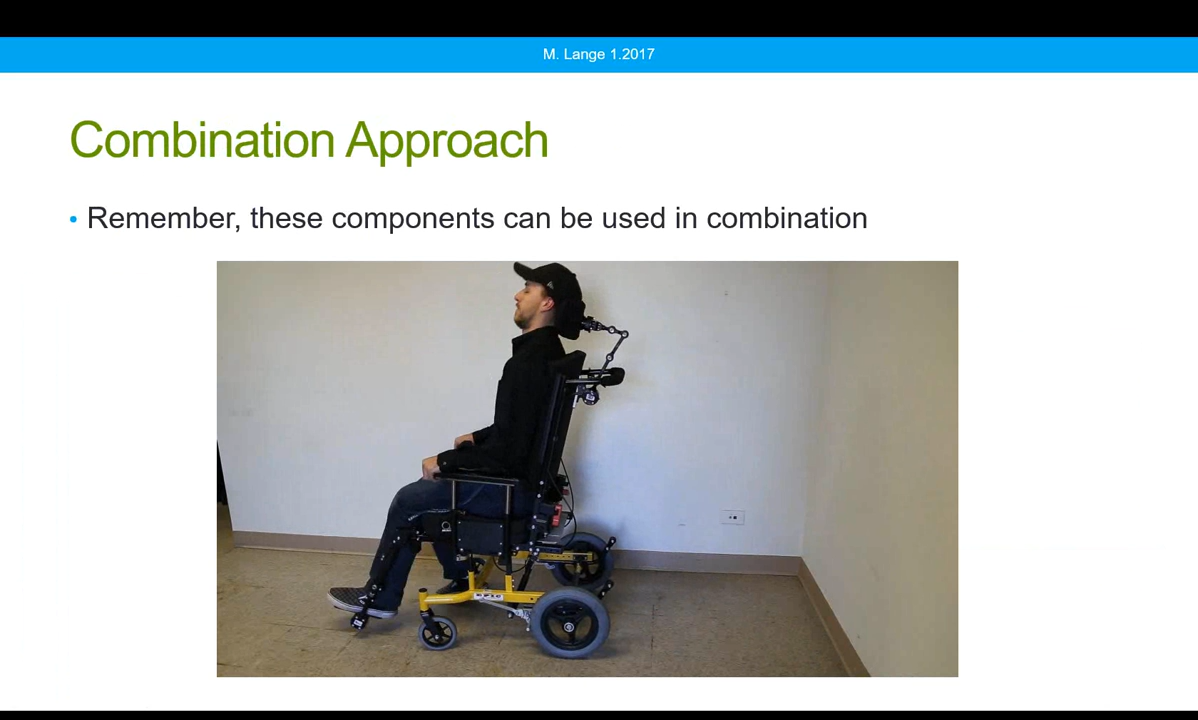 M. Lange 1.2017
Combination Approach
• Remember, these components can be used in combination